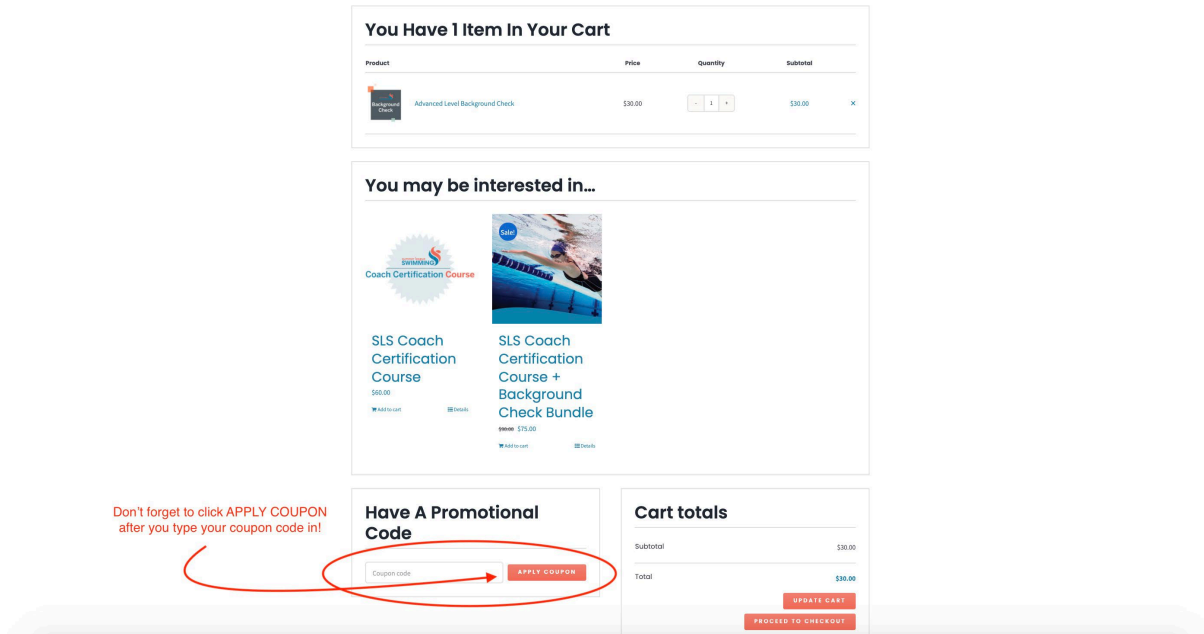 You Have 1 Item In Your Cart
Product Price Quantity Subtotal
Background
Check
Advanced Level Background Check $30.00 - 1 + $30.00 ×
You may be interested in...
SWIMMING
Coach Certification Course
Sale!
SLS Coach
Certification
Course
$60.00
Add to cart Details
SLS Coach
Certification
Course +
Background
Check Bundle
$90.00 $75.00
Add to cart Details
Don't forget to click APPLY COUPON
after you type your coupon code in!
Have A Promotional
Code
Coupon code APPLY COUPON
Cart totals
Subtotal $30.00
Total $30.00
UPDATE CART
PROCEED TO CHECKOUT